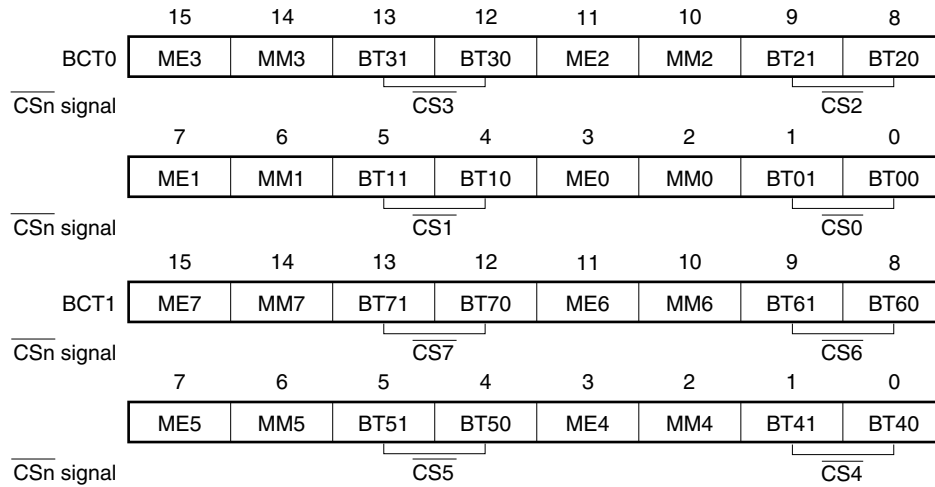 15 14 13 12 11 10 9 8
BCT0 ME3 MM3 BT31 BT30 ME2 MM2 BT21 BT20
CSn signal CS3 CS2
7 6 5 4 3 2 1 0
ME1 MM1 BT11 BT10 ME0 MM0 BT01 BT00
CSn signal CS1 CS0
15 14 13 12 11 10 9 8
BCT1 ME7 MM7 BT71 BT70 ME6 MM6 BT61 BT60
CSn signal CS7 CS6
7 6 5 4 3 2 1 0
ME5 MM5 BT51 BT50 ME4 MM4 BT41 BT40
CSn signal CS5 CS4